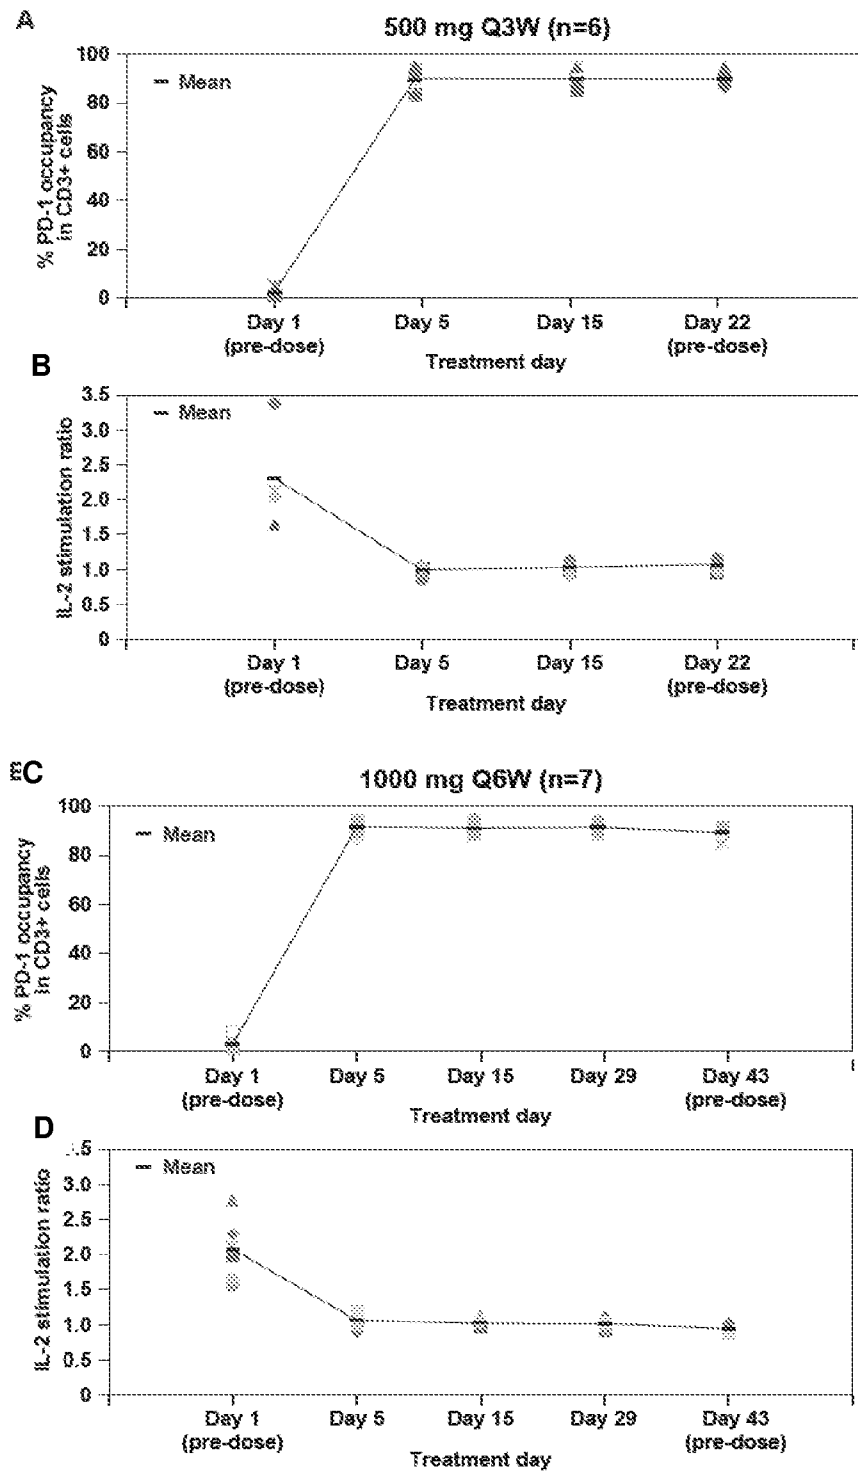 A
500 mg Q3W (n=6)
100
80
60
40
20
0
Mean
% PD-1 occupancy
in CD3+ cells
Day 1
(pre-dose)
Day 5
Day 15
Day 22
(pre-dose)
Treatment day
B
3.5
3.0
2.5
2.0
1.5
1.0
0.5
0
Mean
IL-2 stimulation ratio
Day 1
(pre-dose)
Day 5
Day 15
Day 22
(pre-dose)
Treatment day
C
1000 mg Q6W (n=7)
100
80
60
40
20
0
Mean
% PD-1 occupancy
in CD3+ cells
Day 1
(pre-dose)
Day 5
Day 15
Day 29
Day 43
(pre-dose)
Treatment day
D
.5
3.0
2.5
2.0
1.5
1.0
0.5
0
Mean
IL-2 stimulation ratio
Day 1
(pre-dose)
Day 5
Day 15
Day 29
Day 43
(pre-dose)
Treatment day